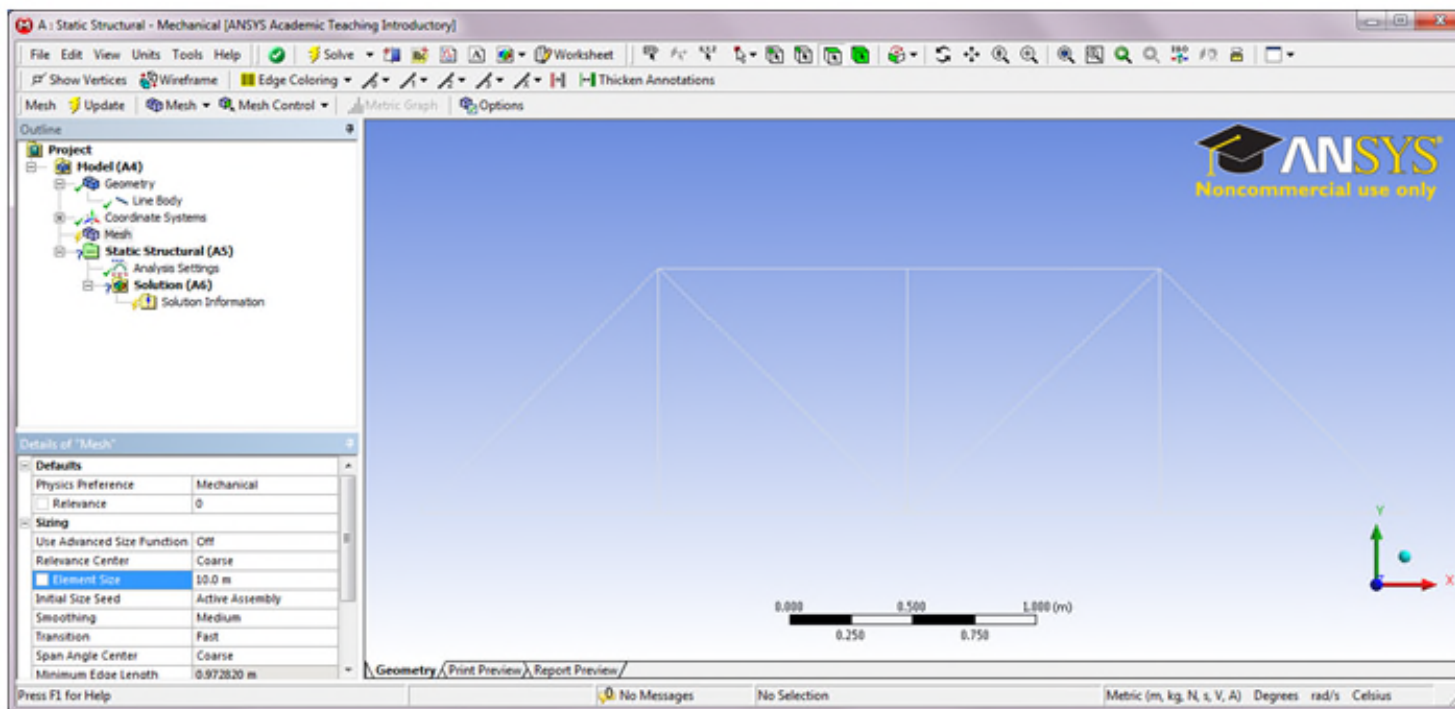 A : Static Structural - Mechanical [ANSYS Academic Teaching Introductory]
File Edit View Units Tools Help Solve Worksheet
Show Vertices Wireframe Edge Coloring Thicken Annotations
Mesh Update Mesh Mesh Control Metric Graph Options
Outline
Project
Model (A4)
Geometry
Line Body
Coordinate Systems
Mesh
Static Structural (A5)
Analysis Settings
Solution (A6)
Solution Information
Details of "Mesh"
Defaults
Physics Preference Mechanical
Relevance 0
Sizing
Use Advanced Size Function Off
Relevance Center Coarse
Element Size 10.0 m
Initial Size Seed Active Assembly
Smoothing Medium
Transition Fast
Span Angle Center Coarse
Minimum Edge Length 0.972820 m
ANSYS
Noncommercial use only
Y
X
0.000 0.500 1.000 (m)
0.250 0.750
Geometry Print Preview Report Preview
Press F1 for Help No Messages No Selection Metric (m, kg, N, s, V, A) Degrees rad/s Celsius